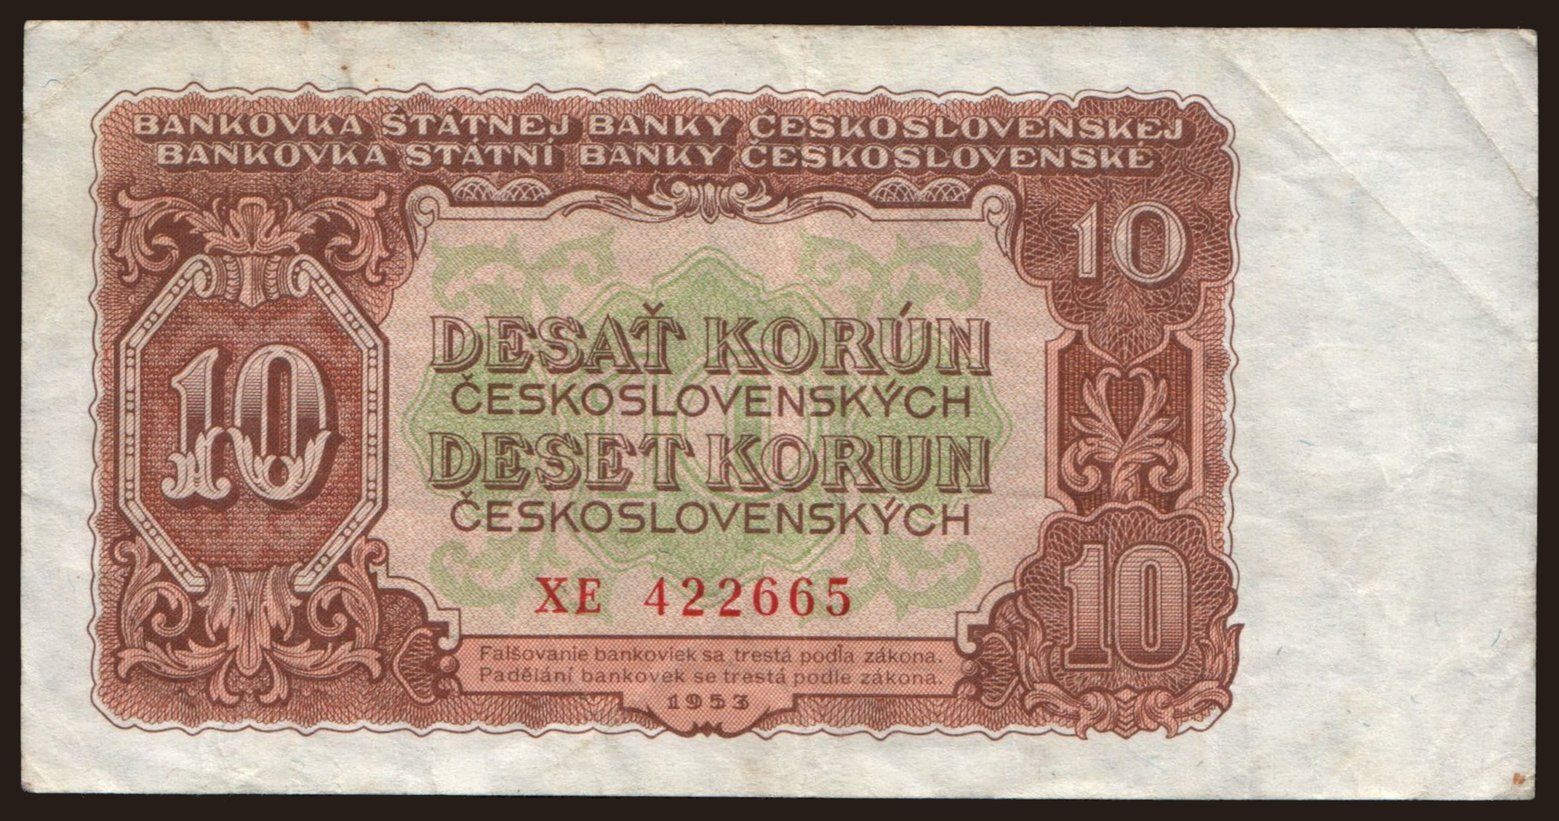 BANKOVKA ŠTÁTNEJ BANKY ČESKOSLOVENSKEJ
BANKOVKA STÁTNÍ BANKY ČESKOSLOVENSKÉ
10
10
DESAŤ KORÚN
ČESKOSLOVENSKÝCH
DESET KORUN
ČESKOSLOVENSKÝCH
XE 422665
10
Falšovanie bankoviek sa trestá podľa zákona.
Padělání bankovek se trestá podle zákona.
1953